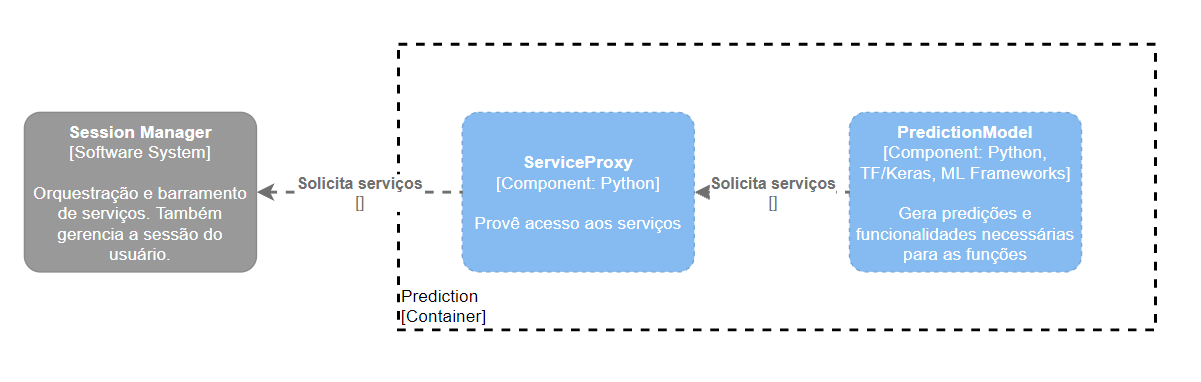 Session Manager
[Software System]
Orquestração e barramento
de serviços. Também
gerencia a sessão do
usuário.
Solicita serviços
[]
ServiceProxy
[Component: Python]
Provê acesso aos serviços
Solicita serviços
[]
PredictionModel
[Component: Python,
TF/Keras, ML Frameworks]
Gera predições e
funcionalidades necessárias
para as funções
Prediction
[Container]